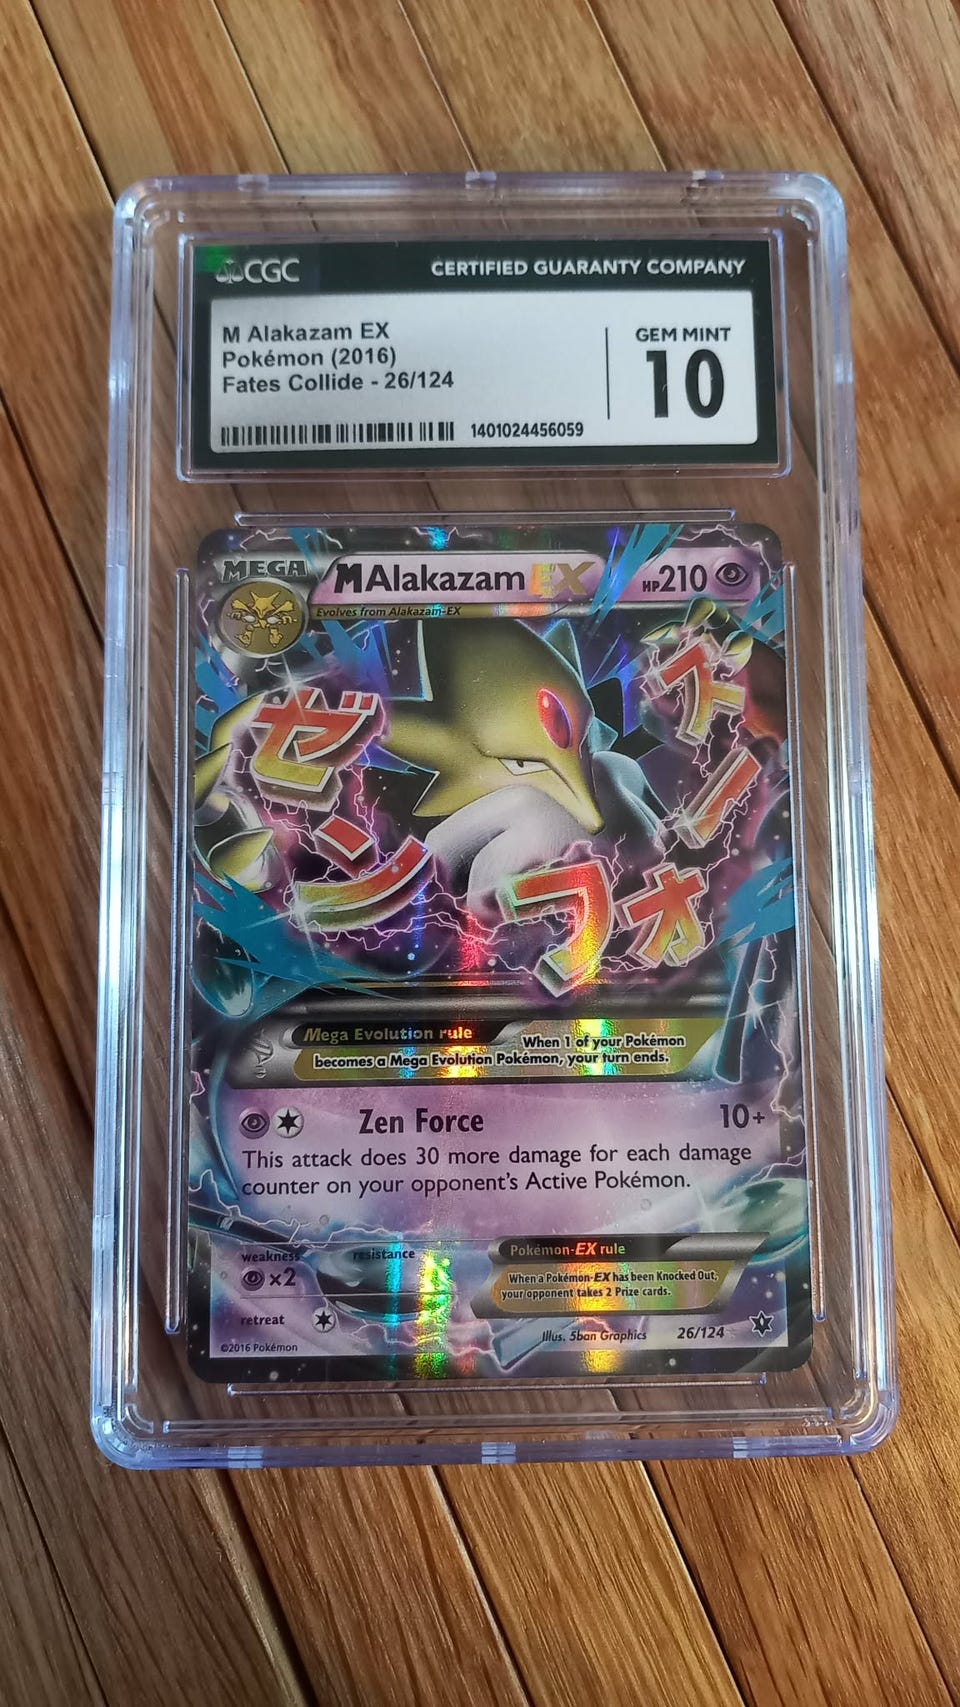 CGC
CERTIFIED GUARANTY COMPANY
M Alakazam EX
Pokémon (2016)
Fates Collide - 26/124
GEM MINT
10
1401024456059
MEGA
M Alakazam EX
HP210
Evolves from Alakazam-EX
ゼンフォース
Mega Evolution rule
When 1 of your Pokémon
becomes a Mega Evolution Pokémon, your turn ends.
Zen Force
10+
This attack does 30 more damage for each damage
counter on your opponent's Active Pokémon.
weakness
resistance
×2
retreat
Pokémon-EX rule
When a Pokémon-EX has been Knocked Out,
your opponent takes 2 Prize cards.
Illus. 5ban Graphics
26/124
©2016 Pokémon